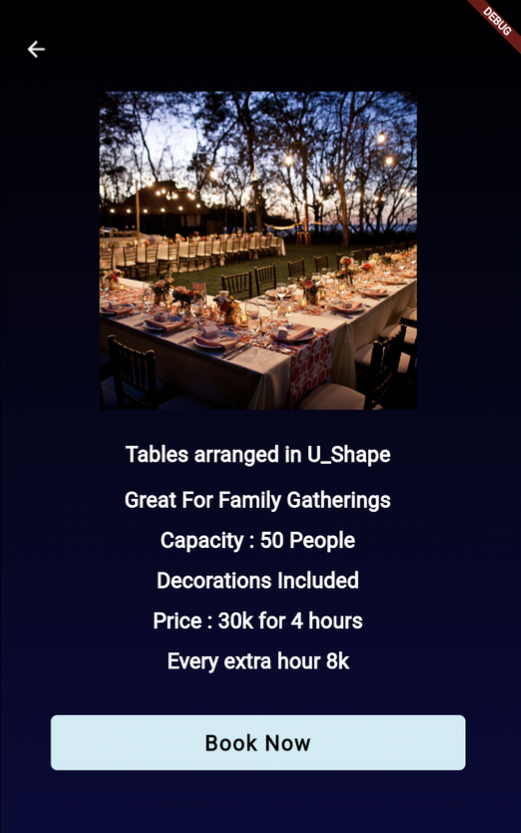 DEBUG
Tables arranged in U_Shape
Great For Family Gatherings
Capacity : 50 People
Decorations Included
Price : 30k for 4 hours
Every extra hour 8k
Book Now